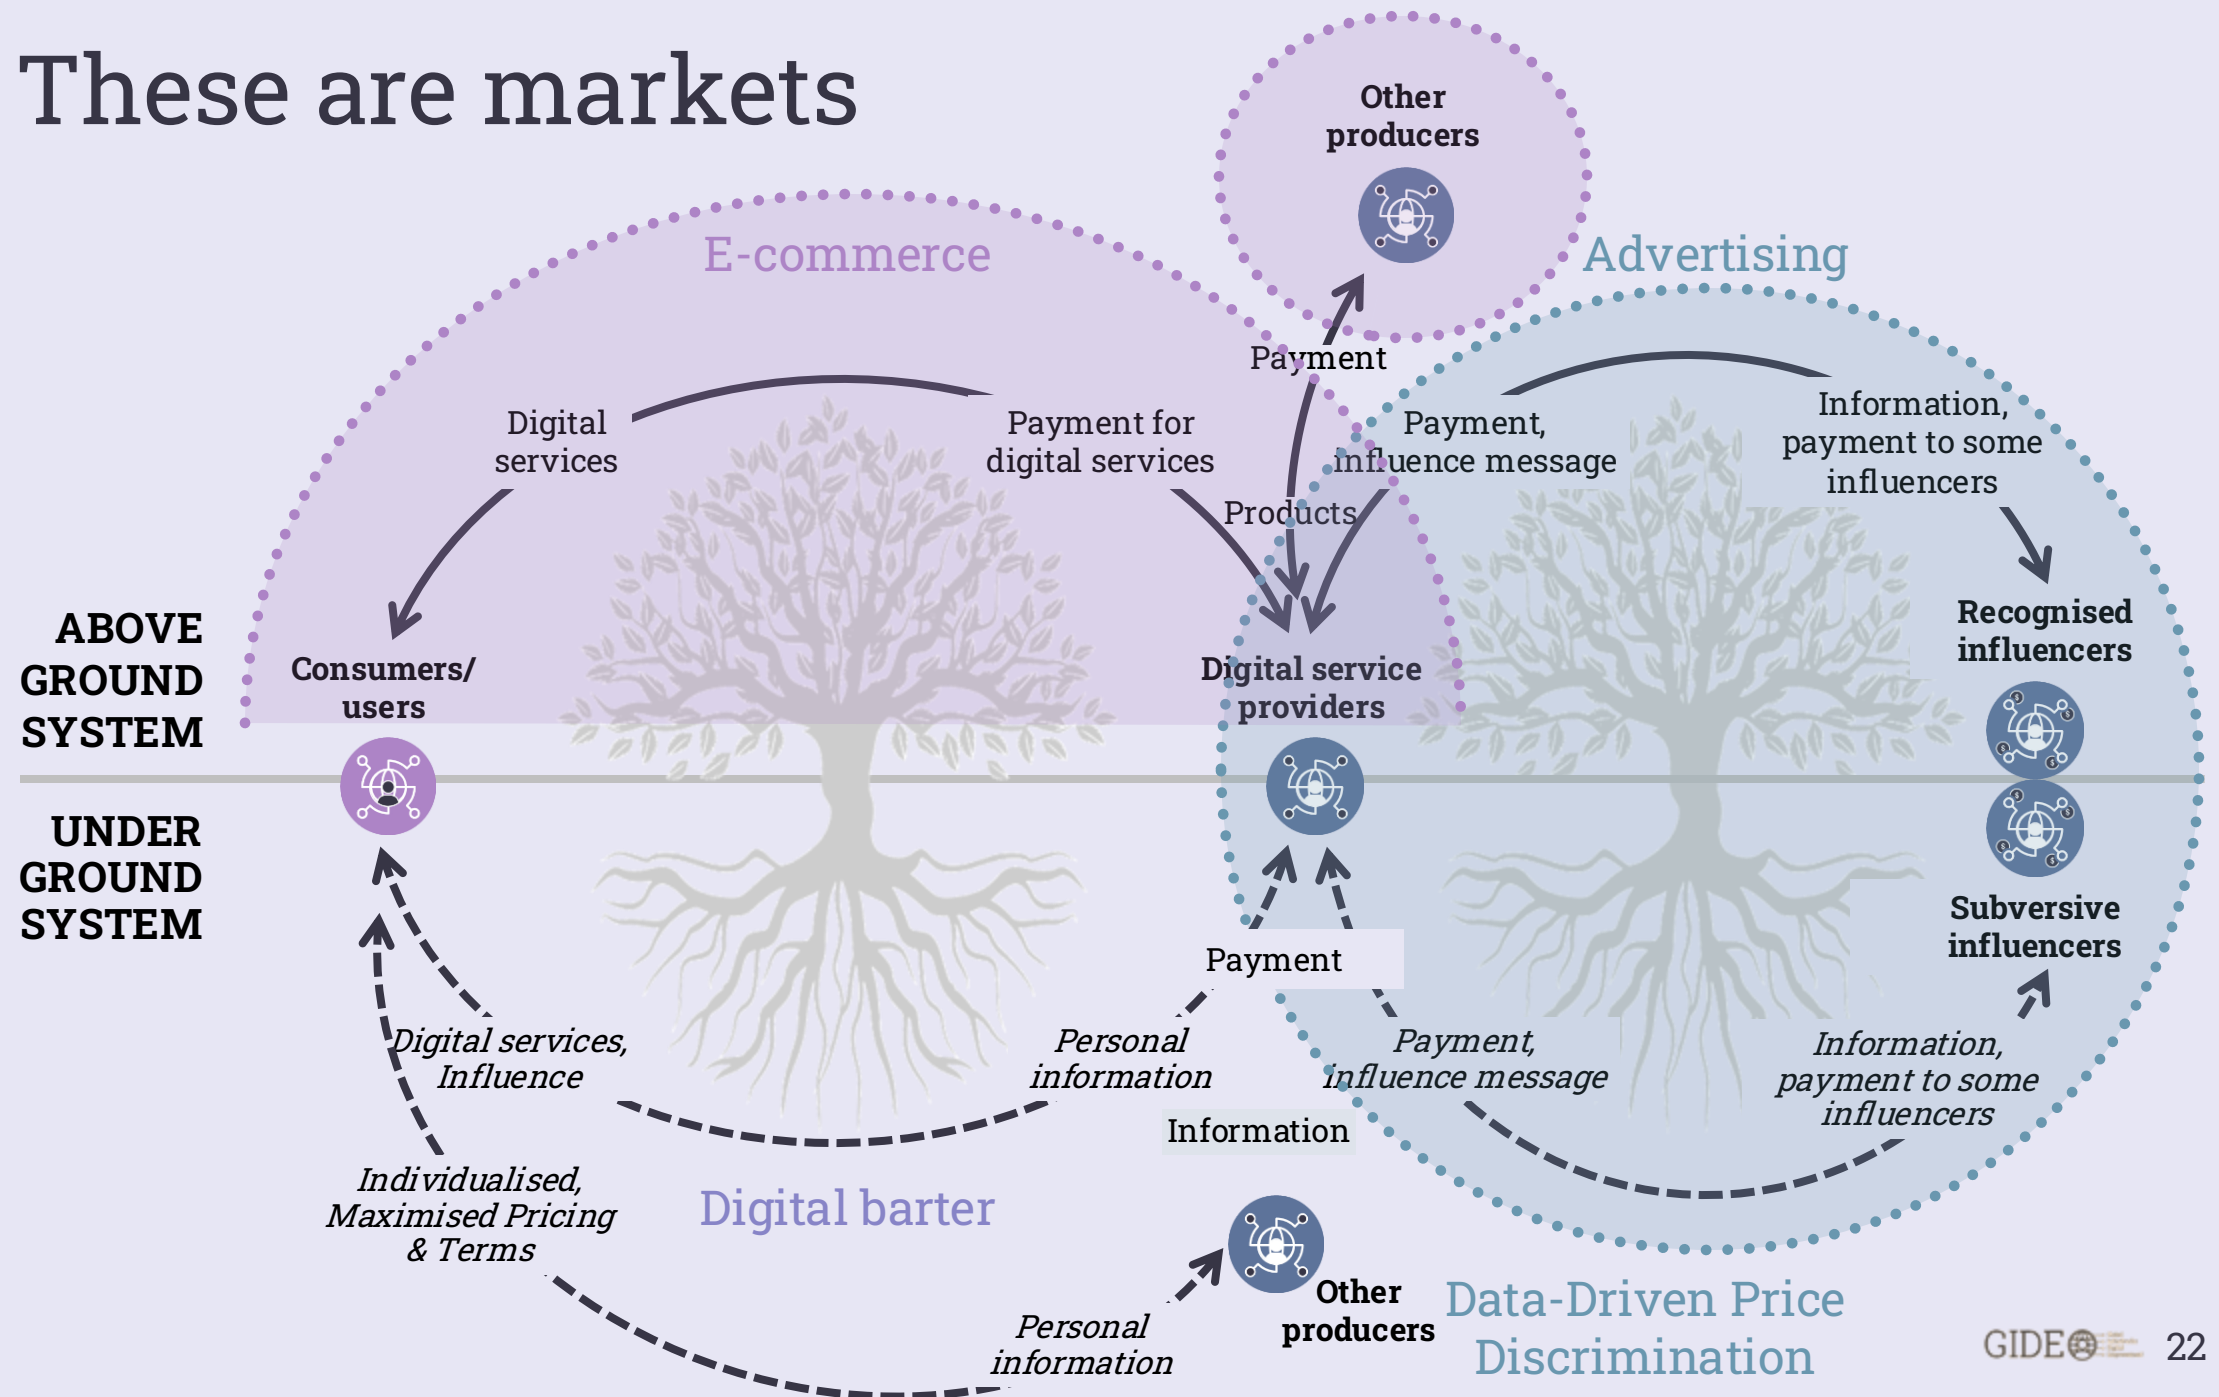 These are markets
Other
producers
E-commerce
Advertising
Payment
Digital
services
Payment for
digital services
Payment,
influence message
Information,
payment to some
influencers
Products
ABOVE
GROUND
SYSTEM
Consumers/
users
Digital service
providers
Recognised
influencers
UNDER
GROUND
SYSTEM
Subversive
influencers
Payment
Digital services,
Influence
Personal
information
Payment,
influence message
Information,
payment to some
influencers
Information
Individualised,
Maximised Pricing
& Terms
Digital barter
Other
producers
Personal
information
Data-Driven Price
Discrimination
GIDE
22